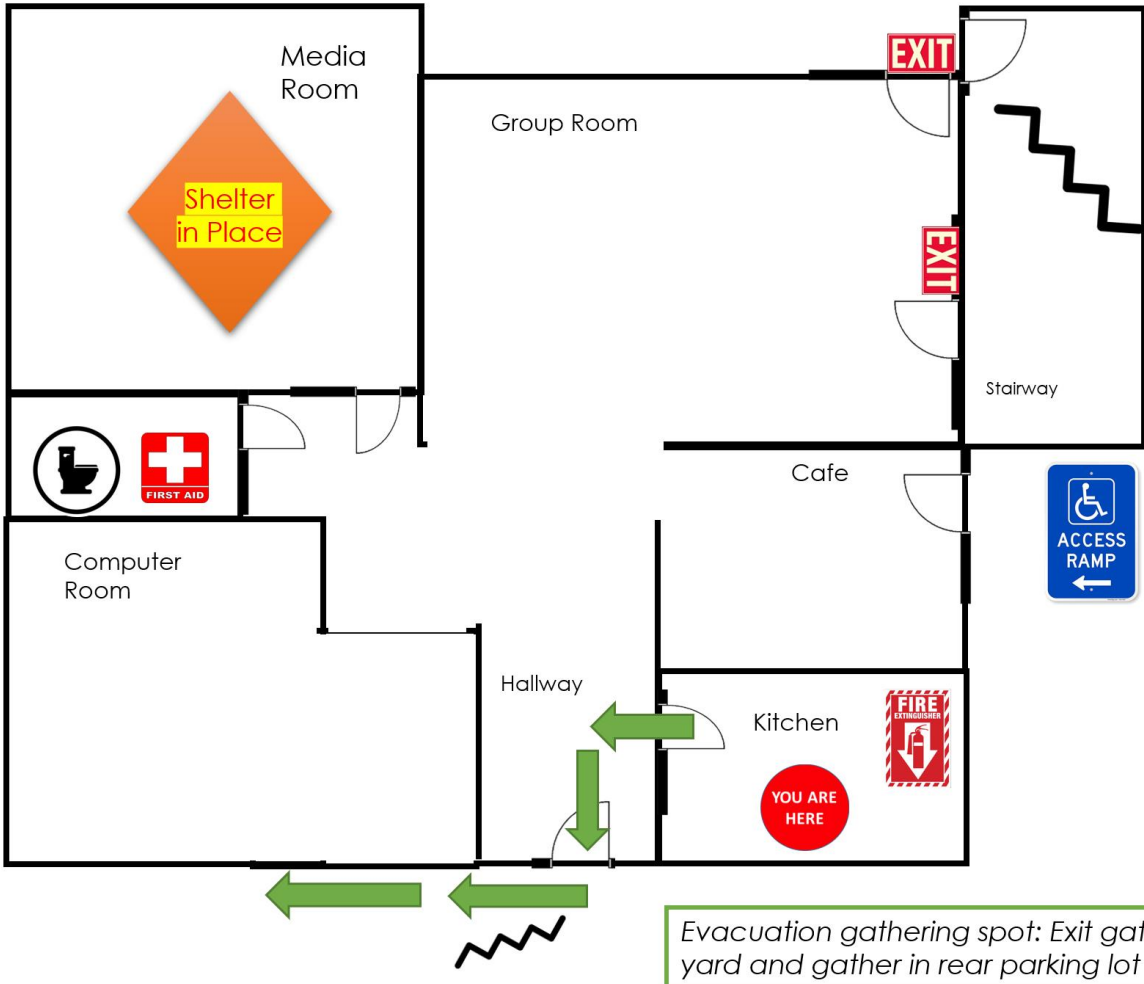 Media
Room
EXIT
Group Room
Shelter
in Place
EXIT
Stairway
FIRST AID
Cafe
ACCESS
RAMP
Computer
Room
Hallway
Kitchen
FIRE
EXTINGUISHER
YOU ARE
HERE
Evacuation gathering spot: Exit gat
yard and gather in rear parking lot